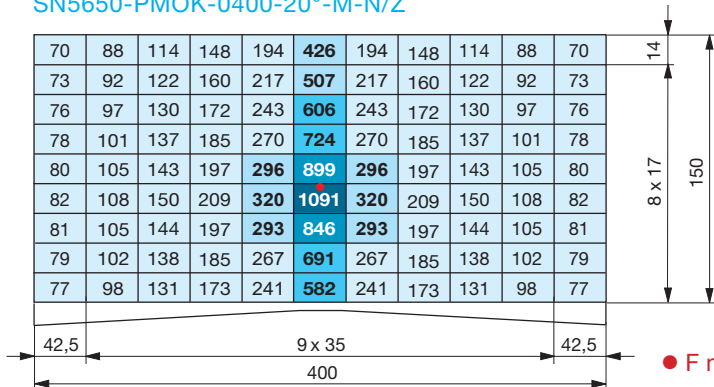 SN5650-PMOK-0400-20°-M-N/Z
70 88 114 148 194 426 194 148 114 88 70
73 92 122 160 217 507 217 160 122 92 73
76 97 130 172 243 606 243 172 130 97 76
78 101 137 185 270 724 270 185 137 101 78
80 105 143 197 296 899 296 197 143 105 80
82 108 150 209 320 1091 320 209 150 108 82
81 105 144 197 293 846 293 197 144 105 81
79 102 138 185 267 691 267 185 138 102 79
77 98 131 173 241 582 241 173 131 98 77
14
8 x 17
150
42,5 9 x 35 42,5
400
F